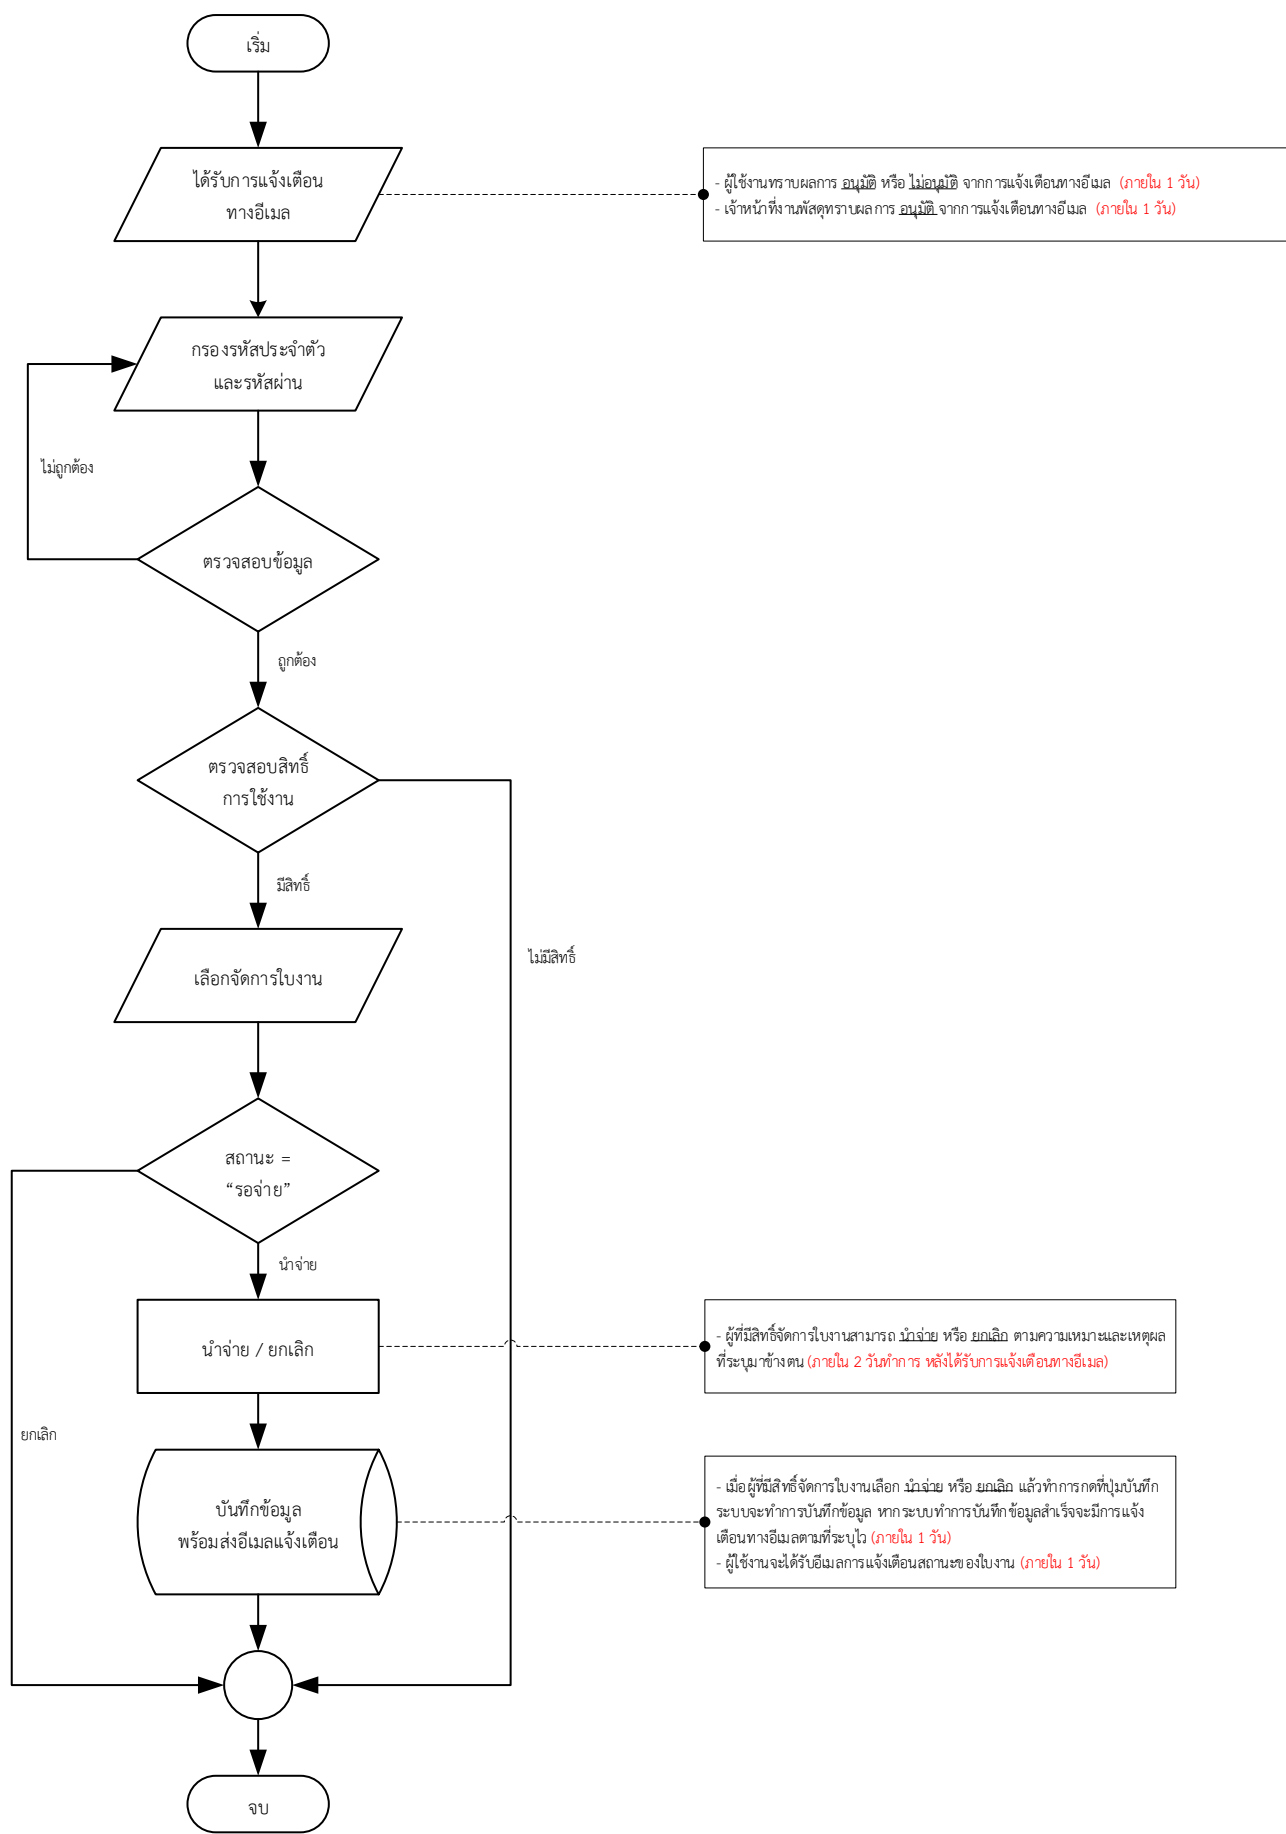 เริ่ม
ได้รับการแจ้งเตือน
ทางอีเมล
- ผู้ใช้งานทราบผลการ อนุมัติ หรือ ไม่อนุมัติ จากการแจ้งเตือนทางอีเมล (ภายใน 1 วัน)
- เจ้าหน้าที่งานพัสดุทราบผลการ อนุมัติ จากการแจ้งเตือนทางอีเมล (ภายใน 1 วัน)
กรองรหัสประจำตัว
และรหัสผ่าน
ไม่ถูกต้อง
ตรวจสอบข้อมูล
ถูกต้อง
ตรวจสอบสิทธิ์
การใช้งาน
มีสิทธิ์
ไม่มีสิทธิ์
เลือกจัดการใบงาน
สถานะ =
“รอจ่าย”
นำจ่าย
นำจ่าย / ยกเลิก
- ผู้ที่มีสิทธิ์จัดการใบงานสามารถ นำจ่าย หรือ ยกเลิก ตามความเหมาะและเหตุผล
ที่ระบุมาข้างตน (ภายใน 2 วันทำการ หลังได้รับการแจ้งเตือนทางอีเมล)
ยกเลิก
บันทึกข้อมูล
พร้อมส่งอีเมลแจ้งเตือน
- เมื่อผู้ที่มีสิทธิ์จัดการใบงานเลือก นำจ่าย หรือ ยกเลิก แล้วทำการกดที่ปุ่มบันทึก
ระบบจะทำการบันทึกข้อมูล หากระบบทำการบันทึกข้อมูลสำเร็จจะมีการแจ้ง
เตือนทางอีเมลตามที่ระบุไว (ภายใน 1 วัน)
- ผู้ใช้งานจะได้รับอีเมลการแจ้งเตือนสถานะของใบงาน (ภายใน 1 วัน)
จบ